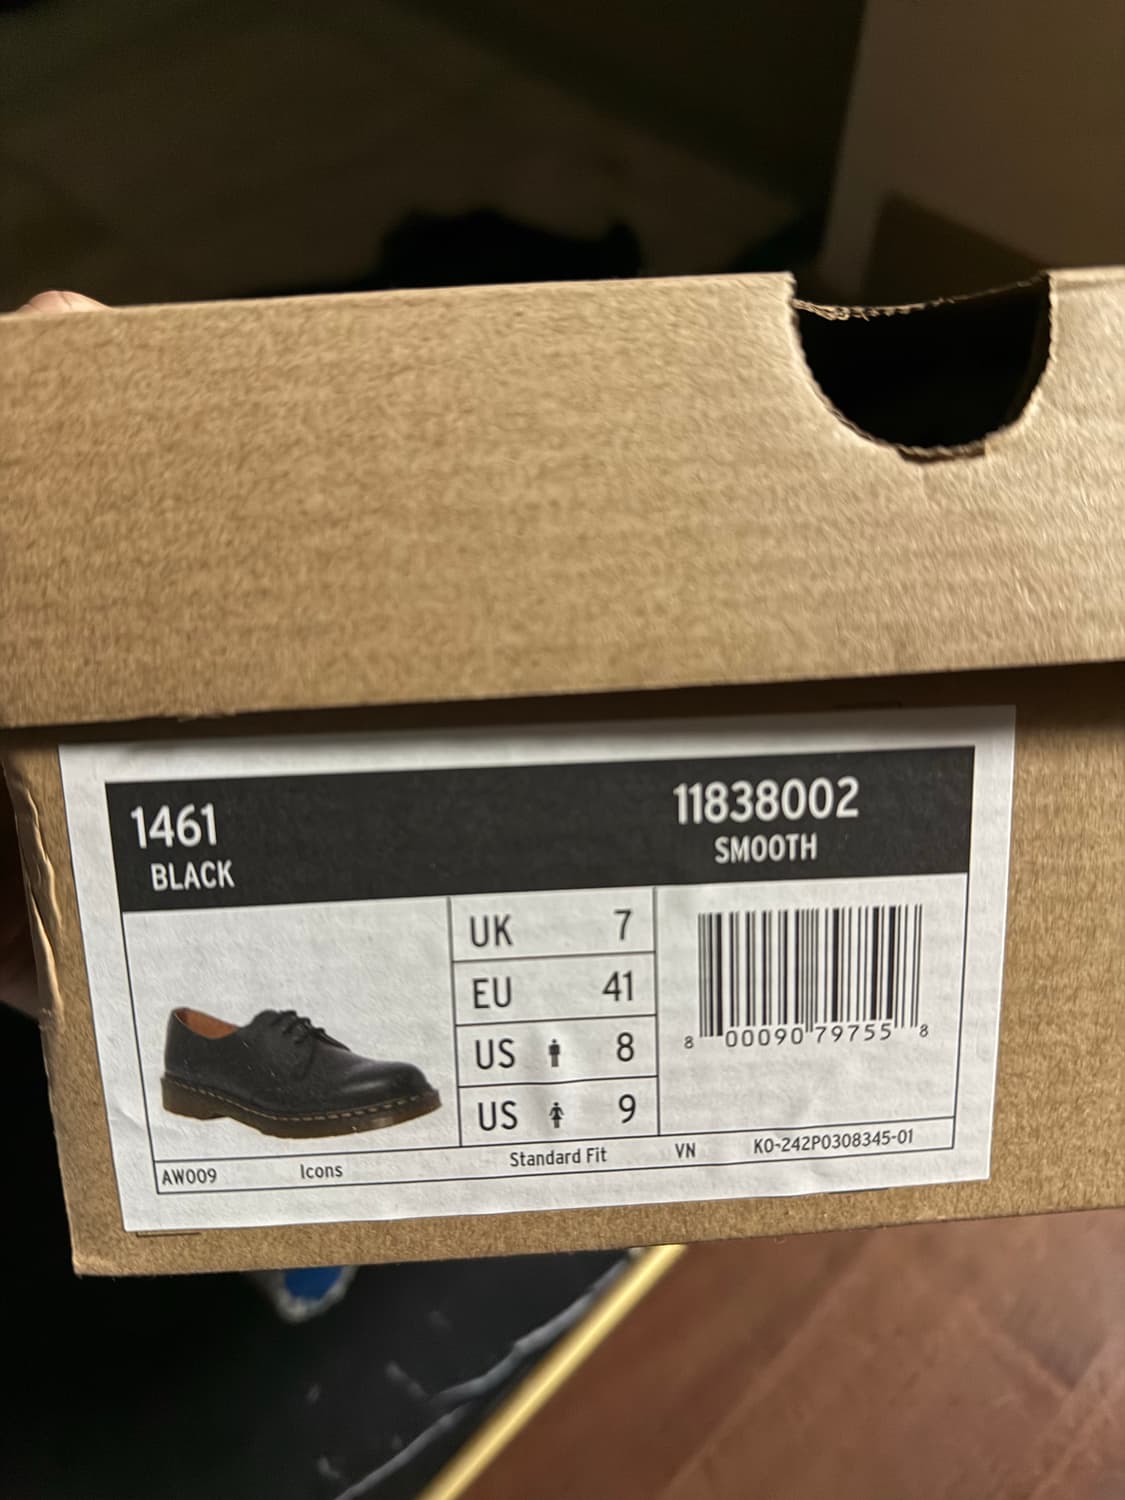 1461
BLACK
11838002
SMOOTH
UK 7
EU 41
US 8
US 9
8 00090 79755 8
AW009 Icons Standard Fit VN KO-242P0308345-01